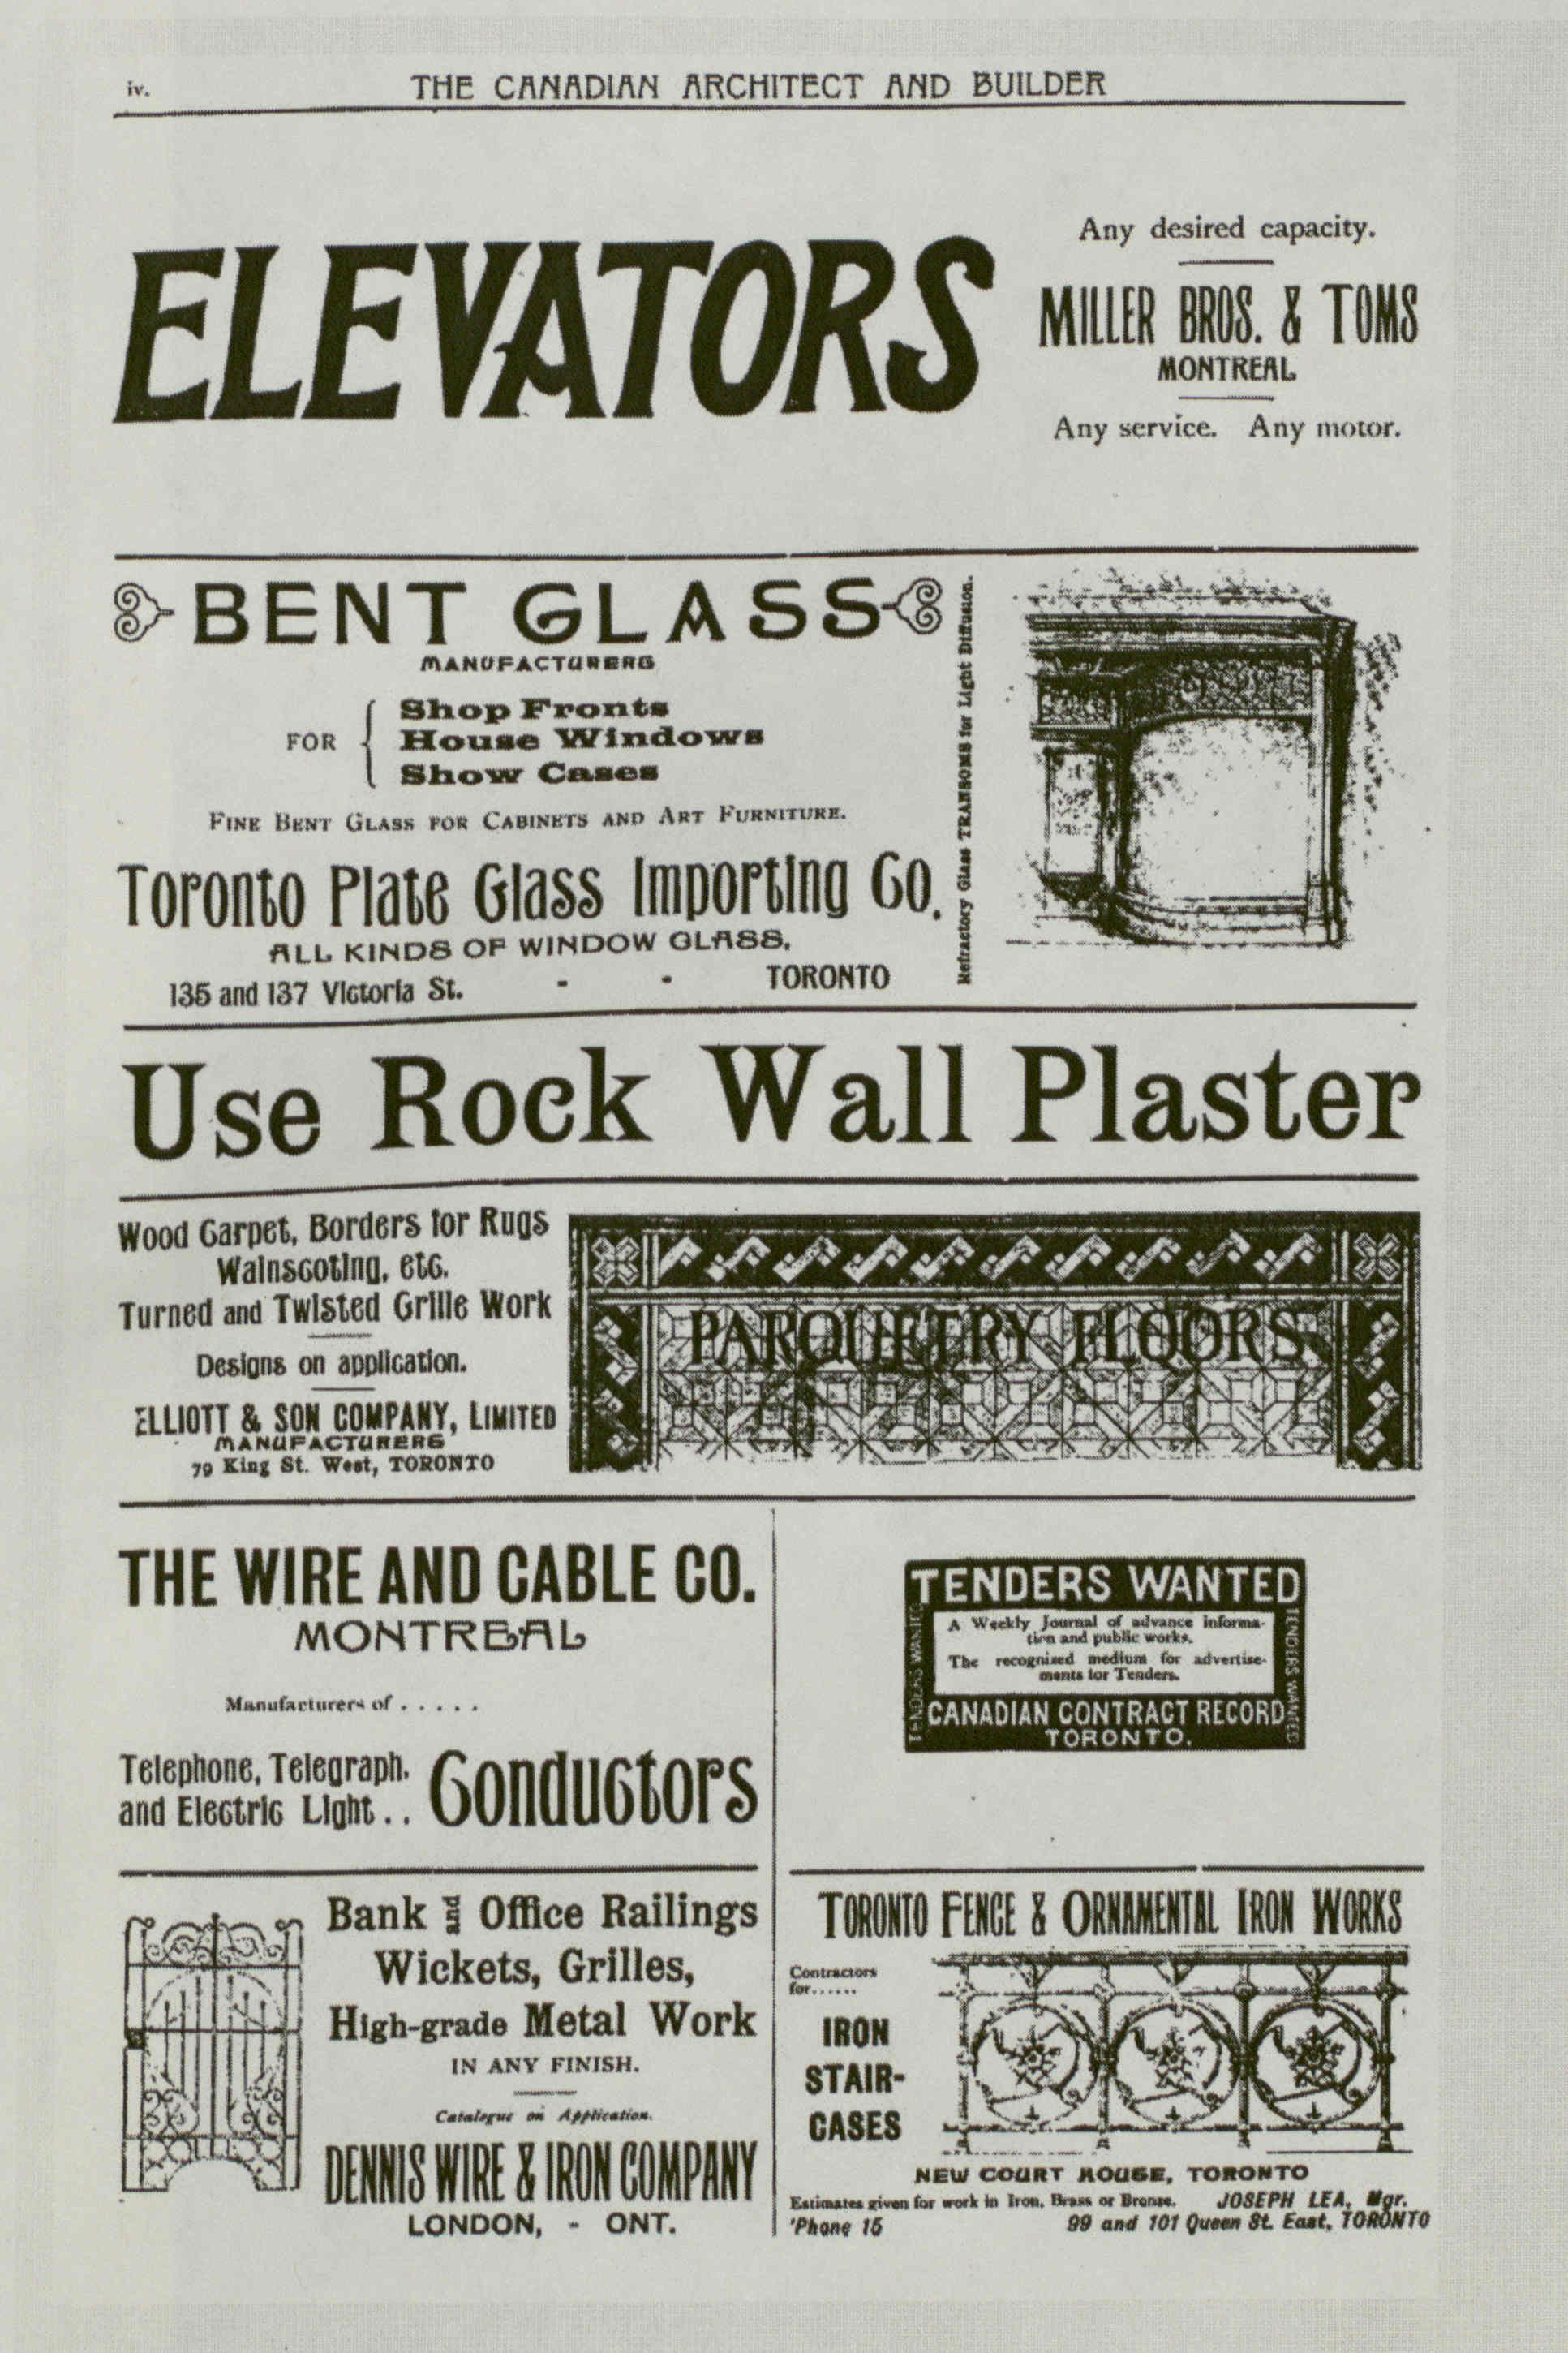 iv.
THE CANADIAN ARCHITECT AND BUILDER
ELEVATORS
Any desired capacity.
MILLER BROS. & TOMS
MONTREAL
Any service. Any motor.
BENT GLASS
MANUFACTURERS
FOR
Shop Fronts
House Windows
Show Cases
FINE BENT GLASS FOR CABINETS AND ART FURNITURE.
Toronto Plate Glass Importing Co.
ALL KINDS OF WINDOW GLASS,
135 and 137 Victoria St. - - TORONTO
Refractory Glass TRANSOMS for Light Diffusion.
Use Rock Wall Plaster
Wood Carpet, Borders for Rugs
Wainscoting, etc.
Turned and Twisted Grille Work
Designs on application.
ELLIOTT & SON COMPANY, LIMITED
MANUFACTURERS
79 King St. West, TORONTO
PARQUETRY FLOORS
THE WIRE AND CABLE CO.
MONTREAL
Manufacturers of . . . . .
Telephone, Telegraph.
and Electric Light . .
Conductors
TENDERS WANTED
TENDERS WANTED
A Weekly Journal of advance informa-
tion and public works.
The recognized medium for advertise-
ments for Tenders.
TENDERS WANTED
CANADIAN CONTRACT RECORD
TORONTO.
Bank and Office Railings
Wickets, Grilles,
High-grade Metal Work
IN ANY FINISH.
Catalogue on Application.
DENNIS WIRE & IRON COMPANY
LONDON, - ONT.
TORONTO FENCE & ORNAMENTAL IRON WORKS
Contractors
for......
IRON
STAIR-
CASES
NEW COURT HOUSE, TORONTO
Estimates given for work in Iron, Brass or Bronze. JOSEPH LEA, Mgr.
'Phone 15 99 and 101 Queen St. East, TORONTO